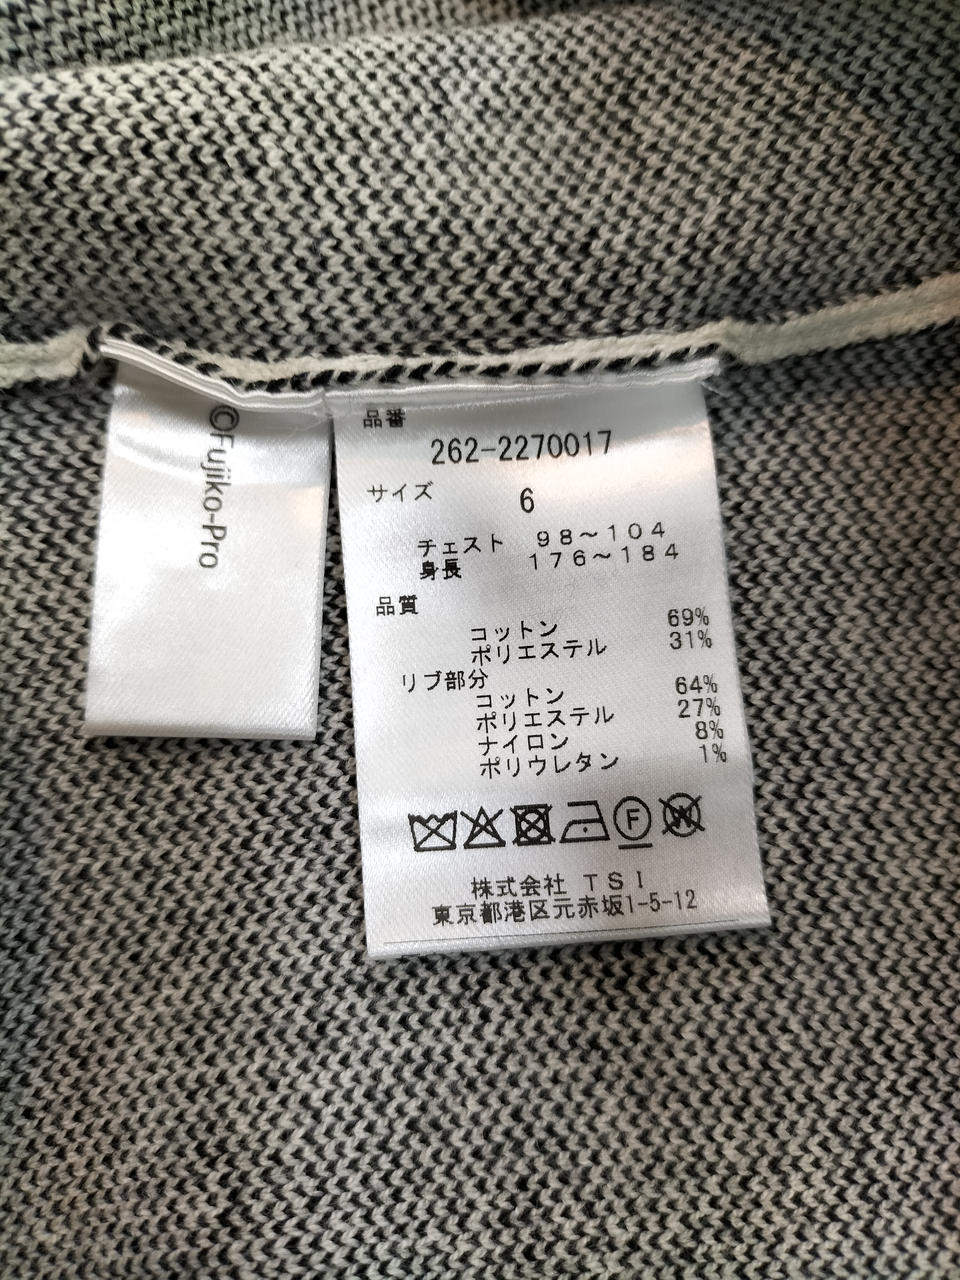 ©Fujiko-Pro
品番
262-2270017
サイズ 6
チェスト 98～104
身長 176～184
品質
コットン 69%
ポリエステル 31%
リブ部分
コットン 64%
ポリエステル 27%
ナイロン 8%
ポリウレタン 1%
F
W
株式会社 TSI
東京都港区元赤坂1-5-12